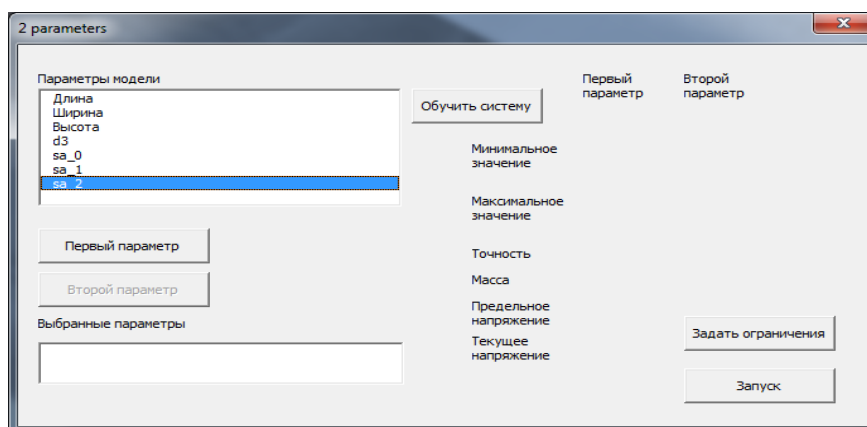 2 parameters
Параметры модели
Длина
Ширина
Высота
d3
sa_0
sa_1
sa_2
Обучить систему
Первый
параметр
Второй
параметр
Минимальное
значение
Максимальное
значение
Точность
Масса
Предельное
напряжение
Текущее
напряжение
Первый параметр
Второй параметр
Выбранные параметры
Задать ограничения
Запуск